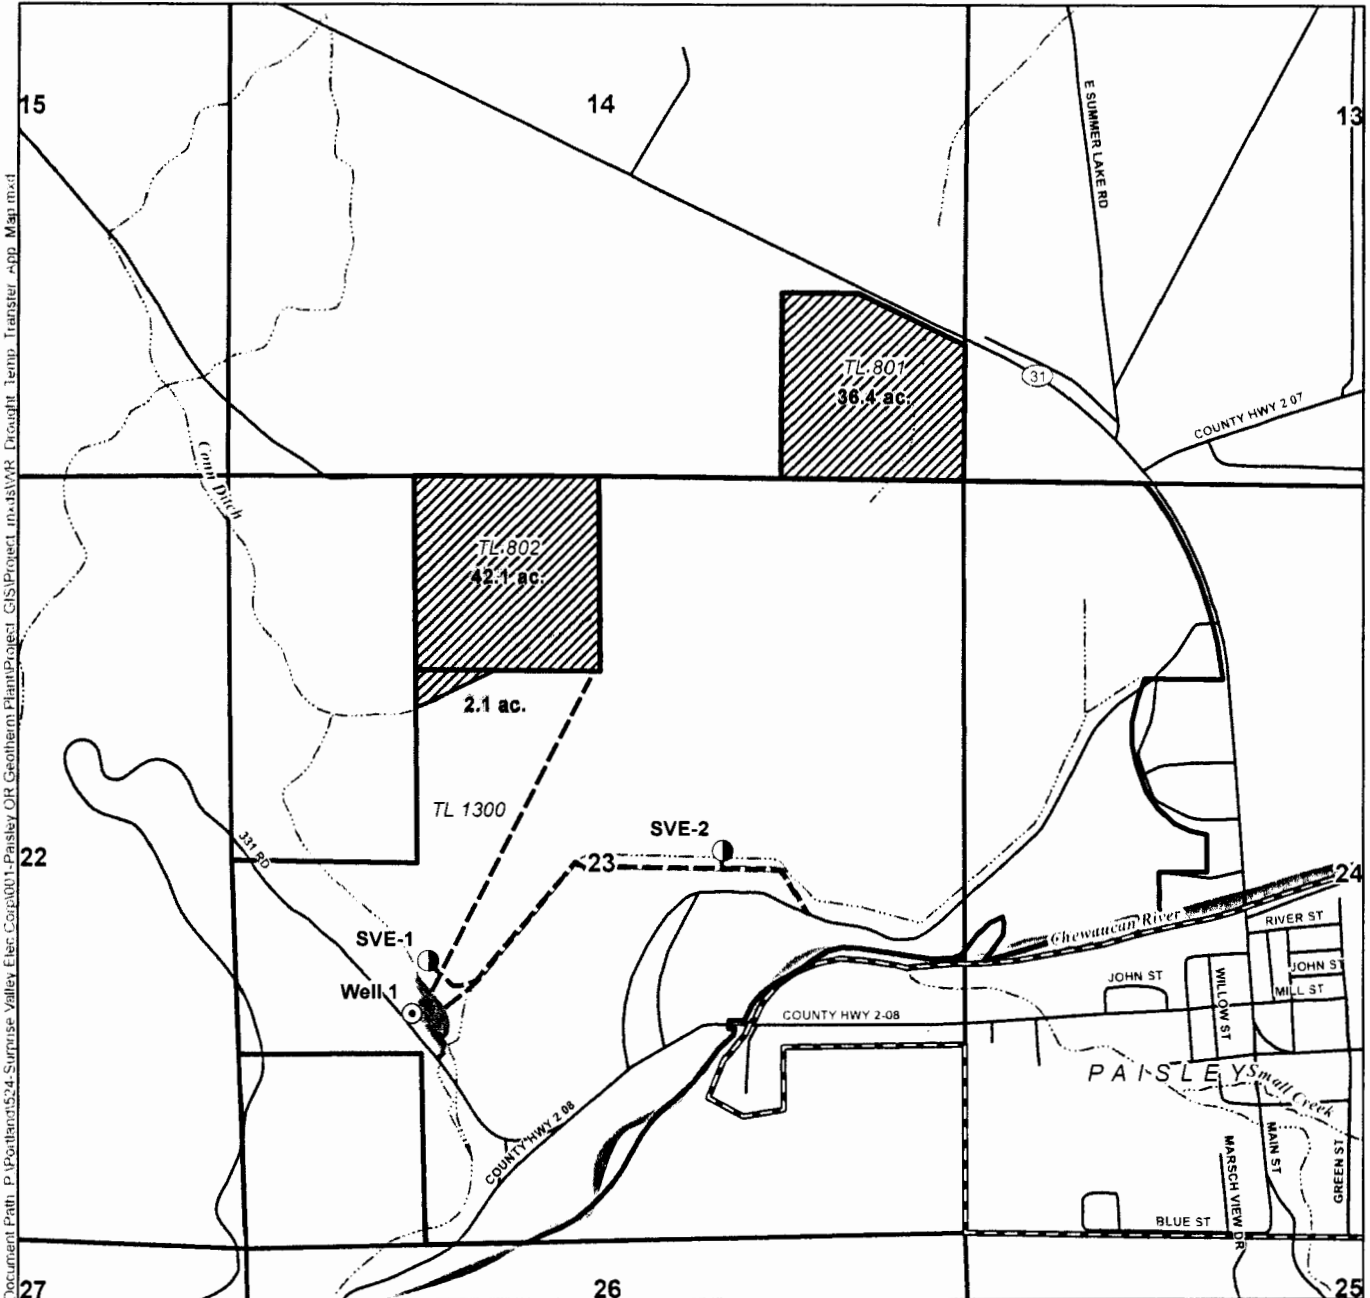 15
14
13
E SUMMER LAKE RD
TL 801
36.4 ac.
31
COUNTY HWY 2 07
Conn Ditch
TL 802
42.1 ac.
2.1 ac.
TL 1300
SVE-2
22
331 RD
23
24
SVE-1
Well 1
Chewaucan River
RIVER ST
JOHN ST
JOHN ST
MILL ST
WILLOW ST
COUNTY HWY 2-08
PAISLEY
Small Creek
COUNTY HWY 2 08
MAIN ST
MARSCH VIEW DR
GREEN ST
BLUE ST
27
26
25
Document Path P:\Portland\524-Surprise Valley Elec Corp\001-Paisley OR Geotherm Plant\Project_GIS\Project_mxds\WR_Drought_Temp_Transfer_App_Map.mxd